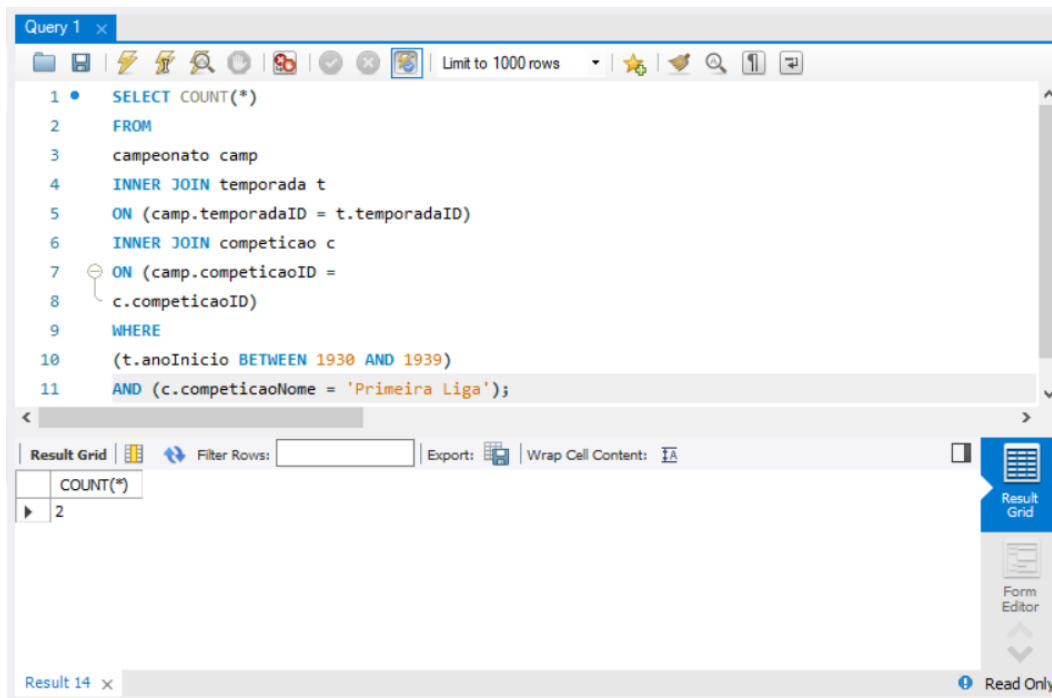 Query 1
Limit to 1000 rows
1 SELECT COUNT(*)
2 FROM
3 campeonato camp
4 INNER JOIN temporada t
5 ON (camp.temporadaID = t.temporadaID)
6 INNER JOIN competicao c
7 ON (camp.competicaoID =
8 c.competicaoID)
9 WHERE
10 (t.anoInicio BETWEEN 1930 AND 1939)
11 AND (c.competicaoNome = 'Primeira Liga');
Result Grid Filter Rows: Export: Wrap Cell Content: IA
COUNT(*)
2
Result
Grid
Form
Editor
Result 14 Read Only